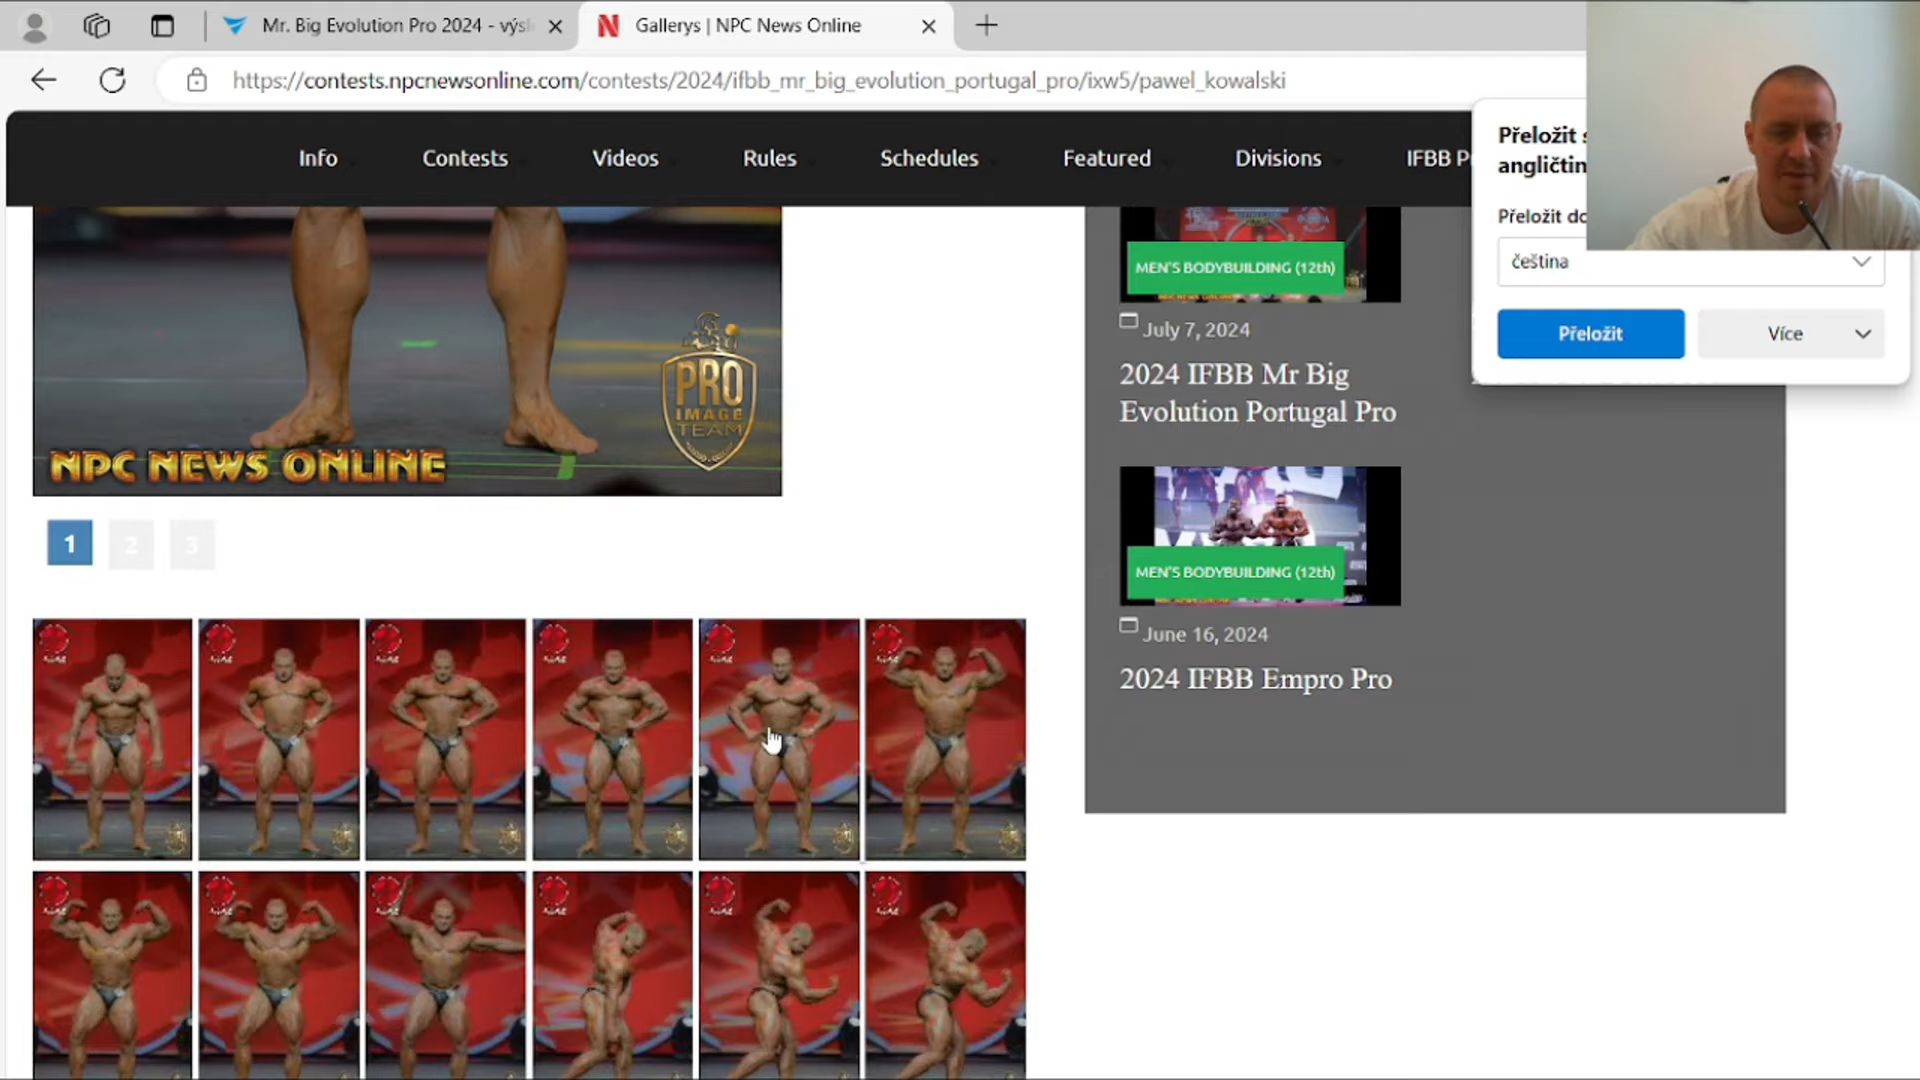 Mr. Big Evolution Pro 2024 - výsl
Gallerys | NPC News Online
https://contests.npcnewsonline.com/contests/2024/ifbb_mr_big_evolution_portugal_pro/ixw5/pawel_kowalski
Info
Contests
Videos
Rules
Schedules
Featured
Divisions
IFBB P
Přeložit
angličtin
Přeložit do
čeština
Přeložit
Více
PRO
IMAGE
TEAM
NPC NEWS ONLINE
1
2
3
MEN'S BODYBUILDING (12th)
July 7, 2024
2024 IFBB Mr Big
Evolution Portugal Pro
MEN'S BODYBUILDING (12th)
June 16, 2024
2024 IFBB Empro Pro